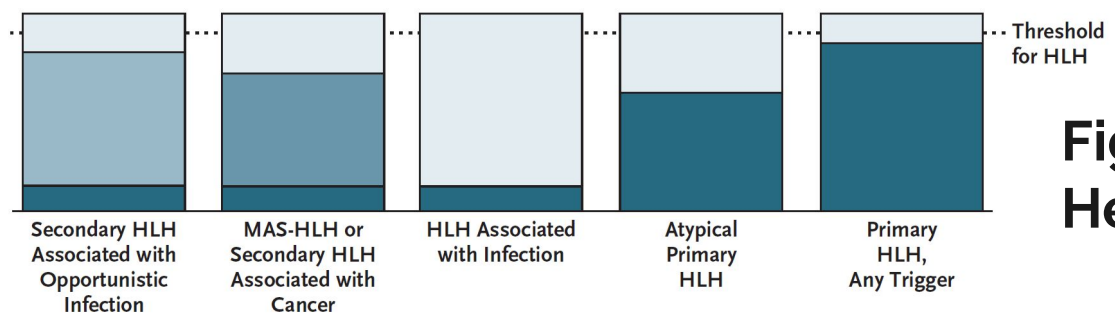 Threshold
for HLH
Secondary HLH
Associated with
Opportunistic
Infection
MAS-HLH or
Secondary HLH
Associated with
Cancer
HLH Associated
with Infection
Atypical
Primary
HLH
Primary
HLH,
Any Trigger